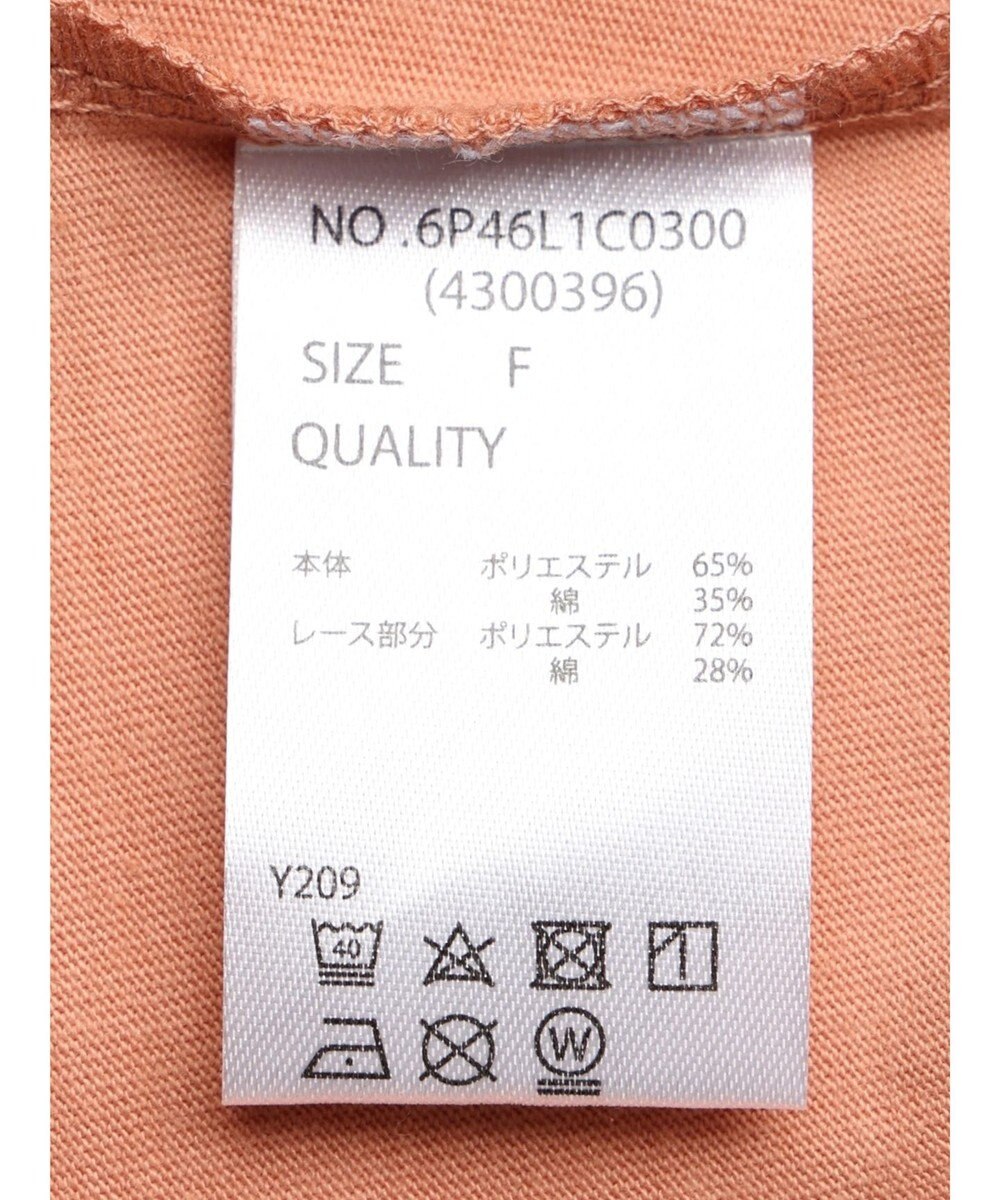 NO .6P46L1C0300
(4300396)
SIZE F
QUALITY
本体 ポリエステル 65%
綿 35%
レース部分 ポリエステル 72%
綿 28%
Y209
40
W